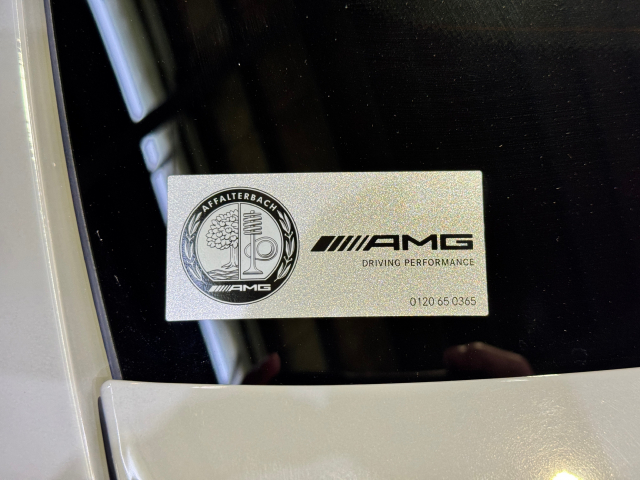 AFFALTERBACH
AMG
AMG
DRIVING PERFORMANCE
0120 65 0365